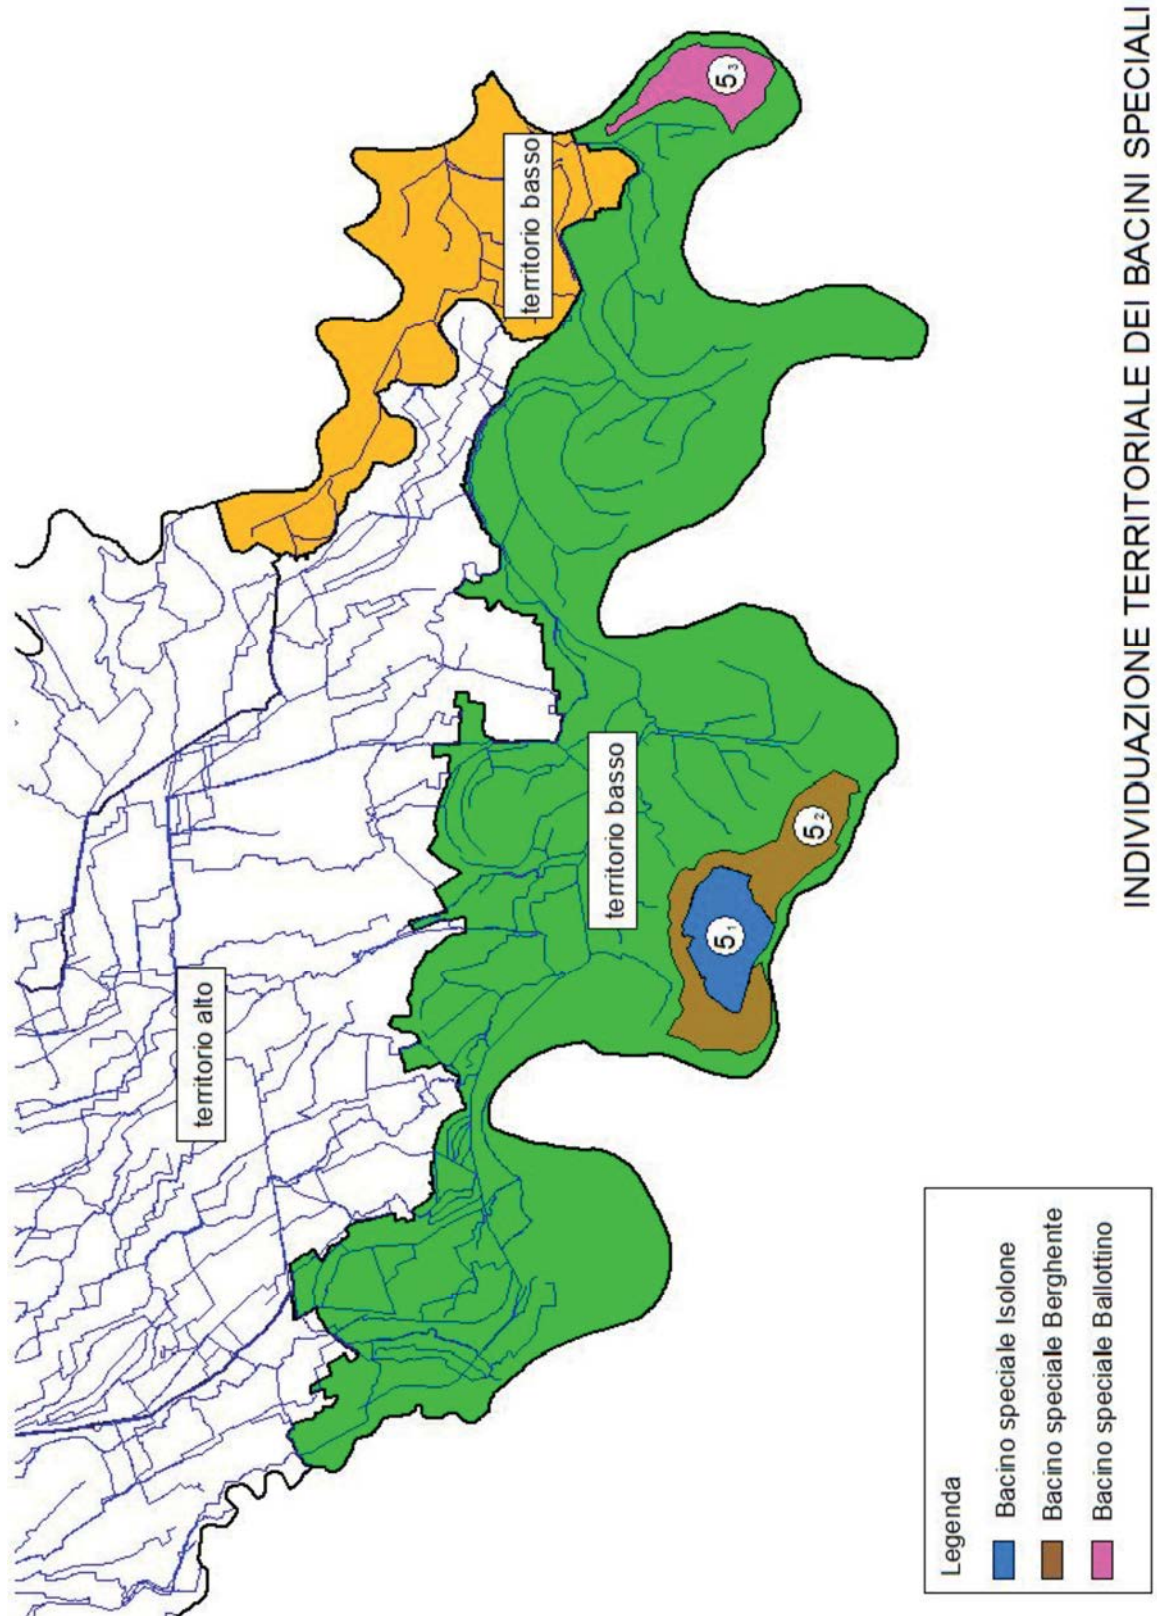 INDIVIDUAZIONE TERRITORIALE DEI BACINI SPECIALI
territorio alto
territorio basso
territorio basso
5₁
5₂
5₃
Legenda
Bacino speciale Isolone
Bacino speciale Berghente
Bacino speciale Ballottino